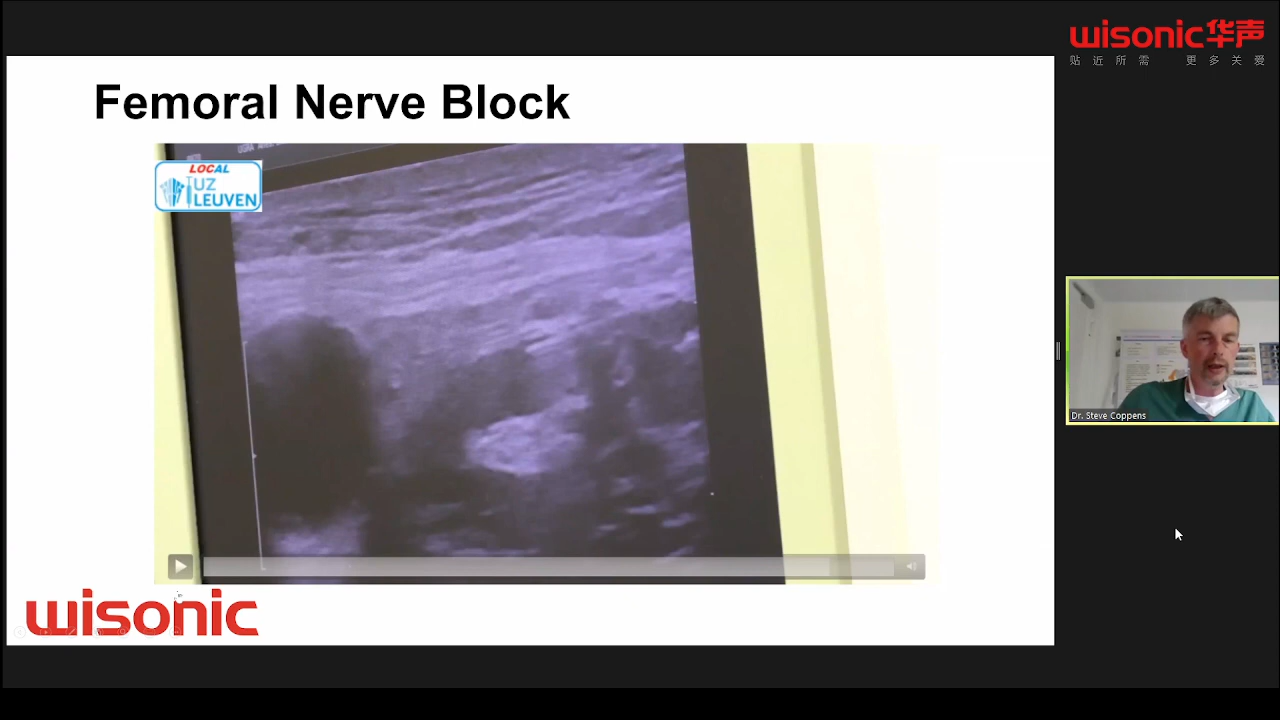 wisonic华声
贴近所需 更多关爱
Femoral Nerve Block
LOCAL
UZ
LEUVEN
Dr. Steve Coppens
wisonic